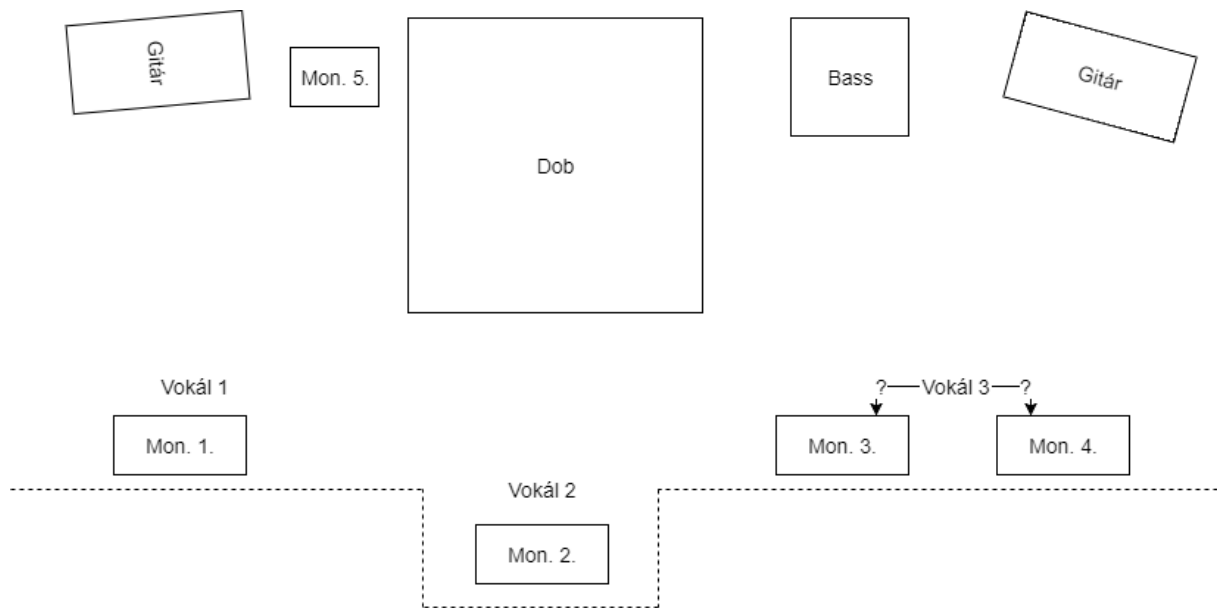 Gitár
Mon. 5.
Dob
Bass
Gitár
Vokál 1
Mon. 1.
Vokál 2
Mon. 2.
? Vokál 3 ?
Mon. 3.
Mon. 4.